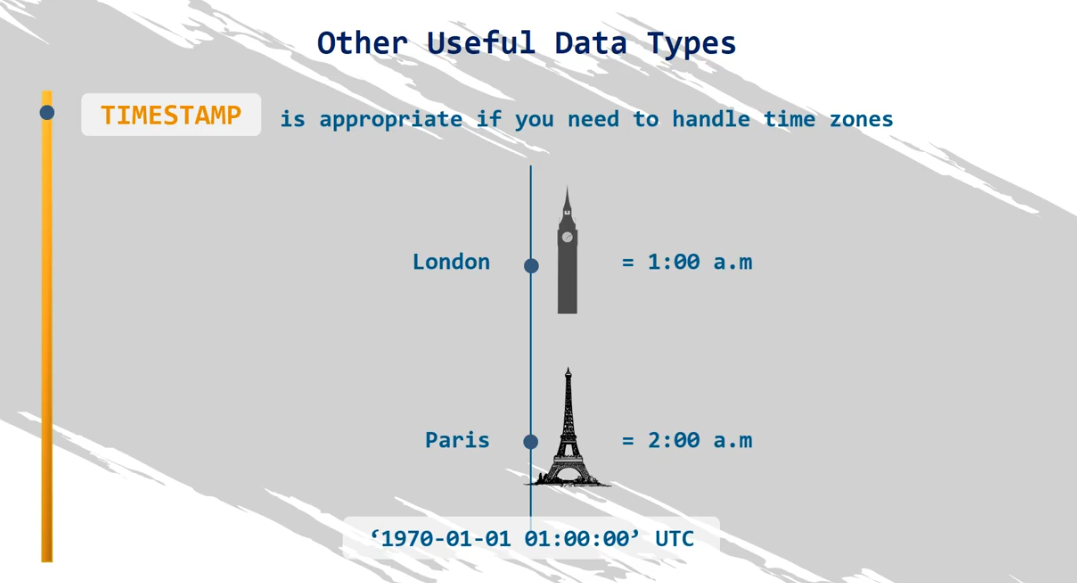 Other Useful Data Types
TIMESTAMP is appropriate if you need to handle time zones
London = 1:00 a.m
Paris = 2:00 a.m
‘1970-01-01 01:00:00’ UTC